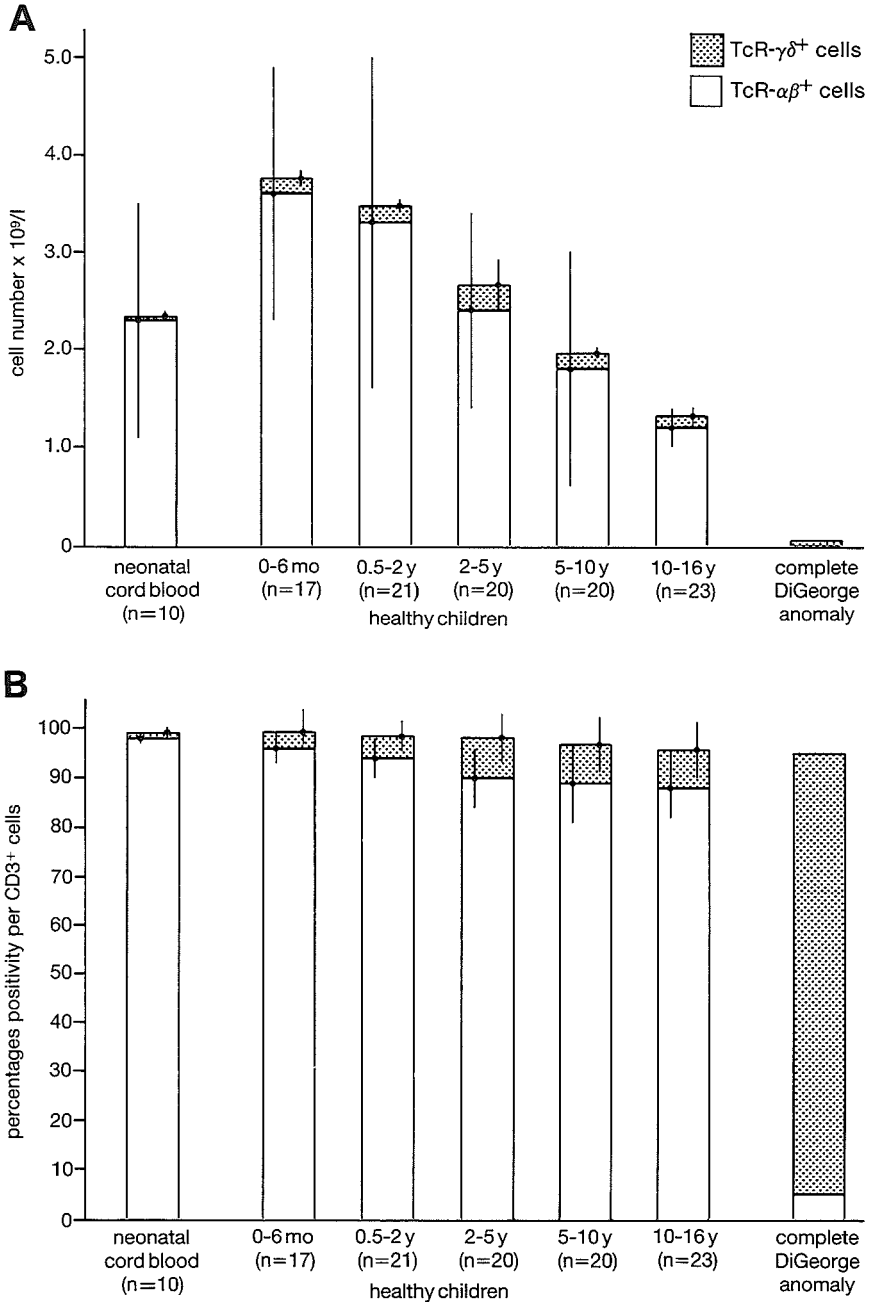 A
TcR-γδ⁺ cells
TcR-αβ⁺ cells
cell number x 10⁹/l
5.0
4.0
3.0
2.0
1.0
0
neonatal cord blood (n=10)
0-6 mo (n=17)
0.5-2 y (n=21)
2-5 y (n=20)
5-10 y (n=20)
10-16 y (n=23)
complete DiGeorge anomaly
healthy children
B
percentages positivity per CD3⁺ cells
100
90
80
70
60
50
40
30
20
10
0
neonatal cord blood (n=10)
0-6 mo (n=17)
0.5-2 y (n=21)
2-5 y (n=20)
5-10 y (n=20)
10-16 y (n=23)
complete DiGeorge anomaly
healthy children